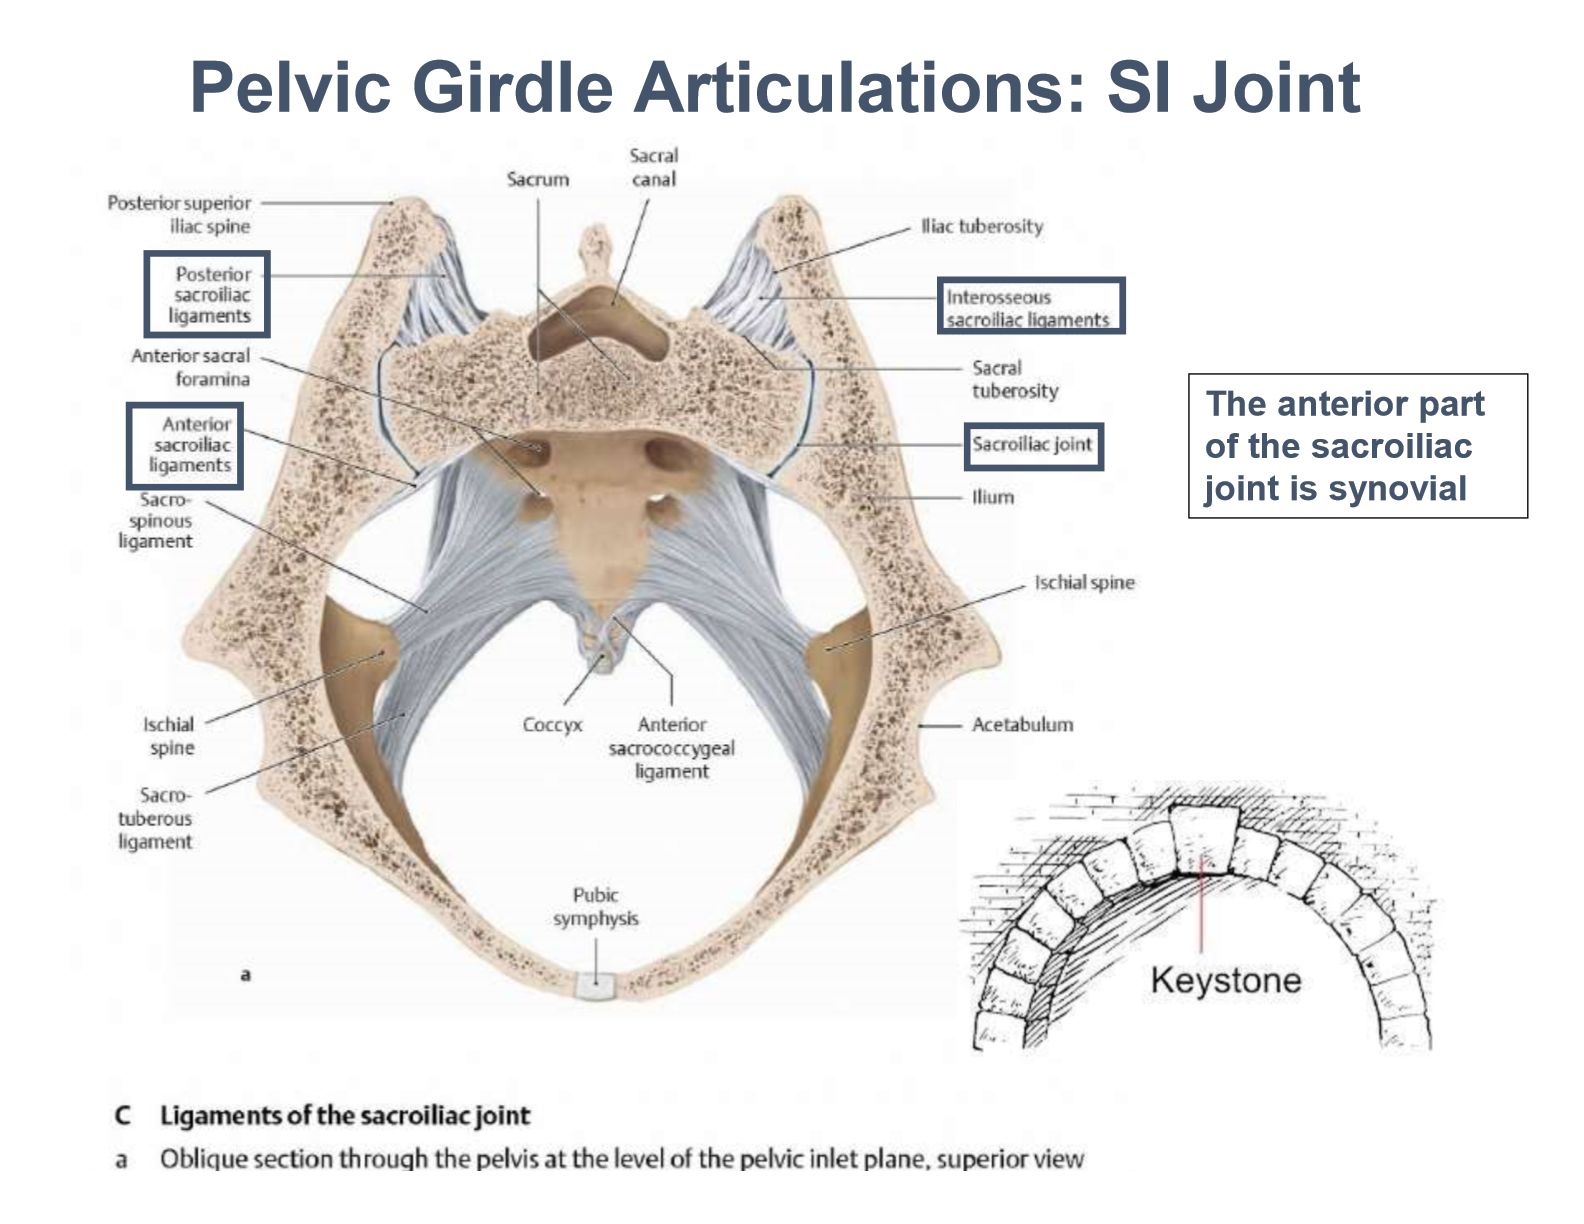 Pelvic Girdle Articulations: SI Joint
Sacral
canal
Sacrum
Posterior superior
iliac spine
Iliac tuberosity
Posterior
sacroiliac
ligaments
Interosseous
sacroiliac ligaments
Anterior sacral
foramina
Sacral
tuberosity
The anterior part
of the sacroiliac
joint is synovial
Anterior
sacroiliac
ligaments
Sacroiliac joint
Sacro-
spinous
ligament
Ilium
Ischial spine
Ischial
spine
Coccyx
Anterior
sacrococcygeal
ligament
Acetabulum
Sacro-
tuberous
ligament
Pubic
symphysis
a
Keystone
C Ligaments of the sacroiliac joint
a Oblique section through the pelvis at the level of the pelvic inlet plane, superior view